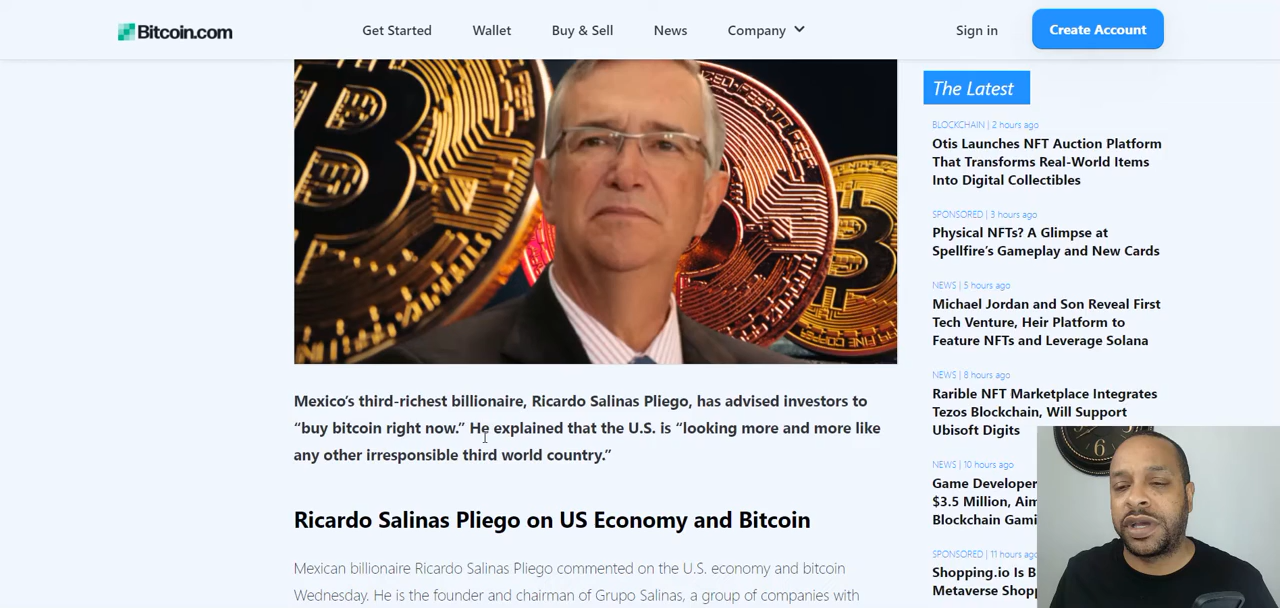 Bitcoin.com
Get Started
Wallet
Buy & Sell
News
Company
Sign in
Create Account
Mexico's third-richest billionaire, Ricardo Salinas Pliego, has advised investors to
“buy bitcoin right now.” He explained that the U.S. is “looking more and more like
any other irresponsible third world country.”
Ricardo Salinas Pliego on US Economy and Bitcoin
Mexican billionaire Ricardo Salinas Pliego commented on the U.S. economy and bitcoin
Wednesday. He is the founder and chairman of Grupo Salinas, a group of companies with
The Latest
BLOCKCHAIN | 2 hours ago
Otis Launches NFT Auction Platform
That Transforms Real-World Items
Into Digital Collectibles
SPONSORED | 3 hours ago
Physical NFTs? A Glimpse at
Spellfire's Gameplay and New Cards
NEWS | 5 hours ago
Michael Jordan and Son Reveal First
Tech Venture, Heir Platform to
Feature NFTs and Leverage Solana
NEWS | 8 hours ago
Rarible NFT Marketplace Integrates
Tezos Blockchain, Will Support
Ubisoft Digits
NEWS | 10 hours ago
Game Developer
$3.5 Million,
Blockchain
SPONSORED | 11 hours ago
Shopping.io Is
Metaverse